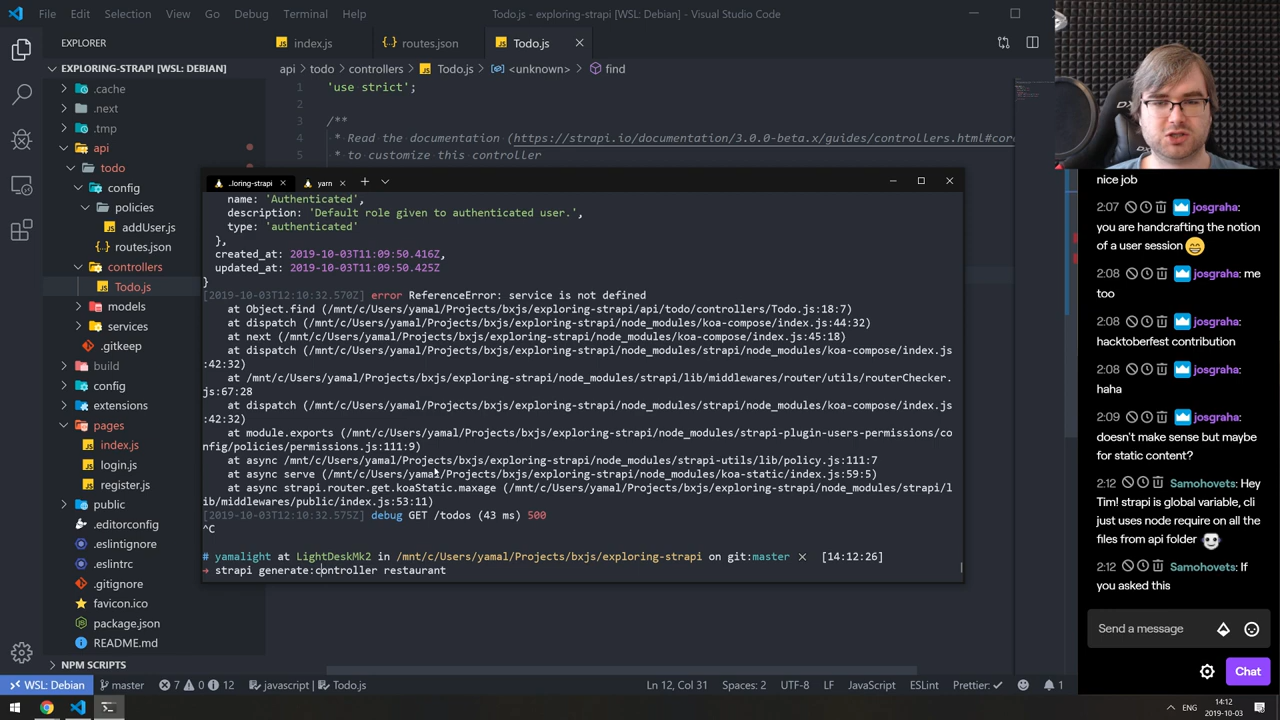 File Edit Selection View Go Debug Terminal Help
Todo.js - exploring-strapi [WSL: Debian] - Visual Studio Code
EXPLORER
EXPLORING-STRAPI [WSL: DEBIAN]
.cache
.next
.tmp
api
todo
config
policies
addUser.js
routes.json
controllers
Todo.js
models
services
.gitkeep
build
config
extensions
pages
index.js
login.js
register.js
public
.editorconfig
.eslintignore
.eslintrc
.gitignore
favicon.ico
package.json
README.md
NPM SCRIPTS
index.js
routes.json
Todo.js
api > todo > controllers > Todo.js > <unknown> > find
1 'use strict';
2
3 /**
4 * Read the documentation (https://strapi.io/documentation/3.0.0-beta.x/guides/controllers.html#cor
5 * to customize this controller
..loring-strapi
yarn
name: 'Authenticated',
description: 'Default role given to authenticated user.',
type: 'authenticated'
},
created_at: 2019-10-03T11:09:50.416Z,
updated_at: 2019-10-03T11:09:50.425Z
}
[2019-10-03T12:10:32.570Z] error ReferenceError: service is not defined
at Object.find (/mnt/c/Users/yamal/Projects/bxjs/exploring-strapi/api/todo/controllers/Todo.js:18:7)
at dispatch (/mnt/c/Users/yamal/Projects/bxjs/exploring-strapi/node_modules/koa-compose/index.js:44:32)
at next (/mnt/c/Users/yamal/Projects/bxjs/exploring-strapi/node_modules/koa-compose/index.js:45:18)
at dispatch (/mnt/c/Users/yamal/Projects/bxjs/exploring-strapi/node_modules/strapi/node_modules/koa-compose/index.js
:42:32)
at /mnt/c/Users/yamal/Projects/bxjs/exploring-strapi/node_modules/strapi/lib/middlewares/router/utils/routerChecker.
js:67:28
at dispatch (/mnt/c/Users/yamal/Projects/bxjs/exploring-strapi/node_modules/strapi/node_modules/koa-compose/index.js
:42:32)
at module.exports (/mnt/c/Users/yamal/Projects/bxjs/exploring-strapi/node_modules/strapi-plugin-users-permissions/co
nfig/policies/permissions.js:111:9)
at async /mnt/c/Users/yamal/Projects/bxjs/exploring-strapi/node_modules/strapi-utils/lib/policy.js:111:7
at async serve (/mnt/c/Users/yamal/Projects/bxjs/exploring-strapi/node_modules/koa-static/index.js:59:5)
at async strapi.router.get.koaStatic.maxage (/mnt/c/Users/yamal/Projects/bxjs/exploring-strapi/node_modules/strapi/l
ib/middlewares/public/index.js:53:11)
[2019-10-03T12:10:32.575Z] debug GET /todos (43 ms) 500
^C
# yamalight at LightDeskMk2 in /mnt/c/Users/yamal/Projects/bxjs/exploring-strapi on git:master ✕ [14:12:26]
→ strapi generate:controller restaurant
nice job
2:07 josgraha:
you are handcrafting the notion
of a user session 😄
2:08 josgraha: me
too
2:08 josgraha:
hacktoberfest contribution
2:08 josgraha:
haha
2:09 josgraha:
doesn't make sense but maybe
for static content?
2:12 Samohovets: Hey
Tim! strapi is global variable, cli
just uses node require on all the
files from api folder
2:12 Samohovets: If
you asked this
Send a message
Chat
WSL: Debian master 7 0 12 javascript | Todo.js
Ln 12, Col 31 Spaces: 2 UTF-8 LF JavaScript ESLint Prettier: ✓ 1
ENG
14:12
2019-10-03